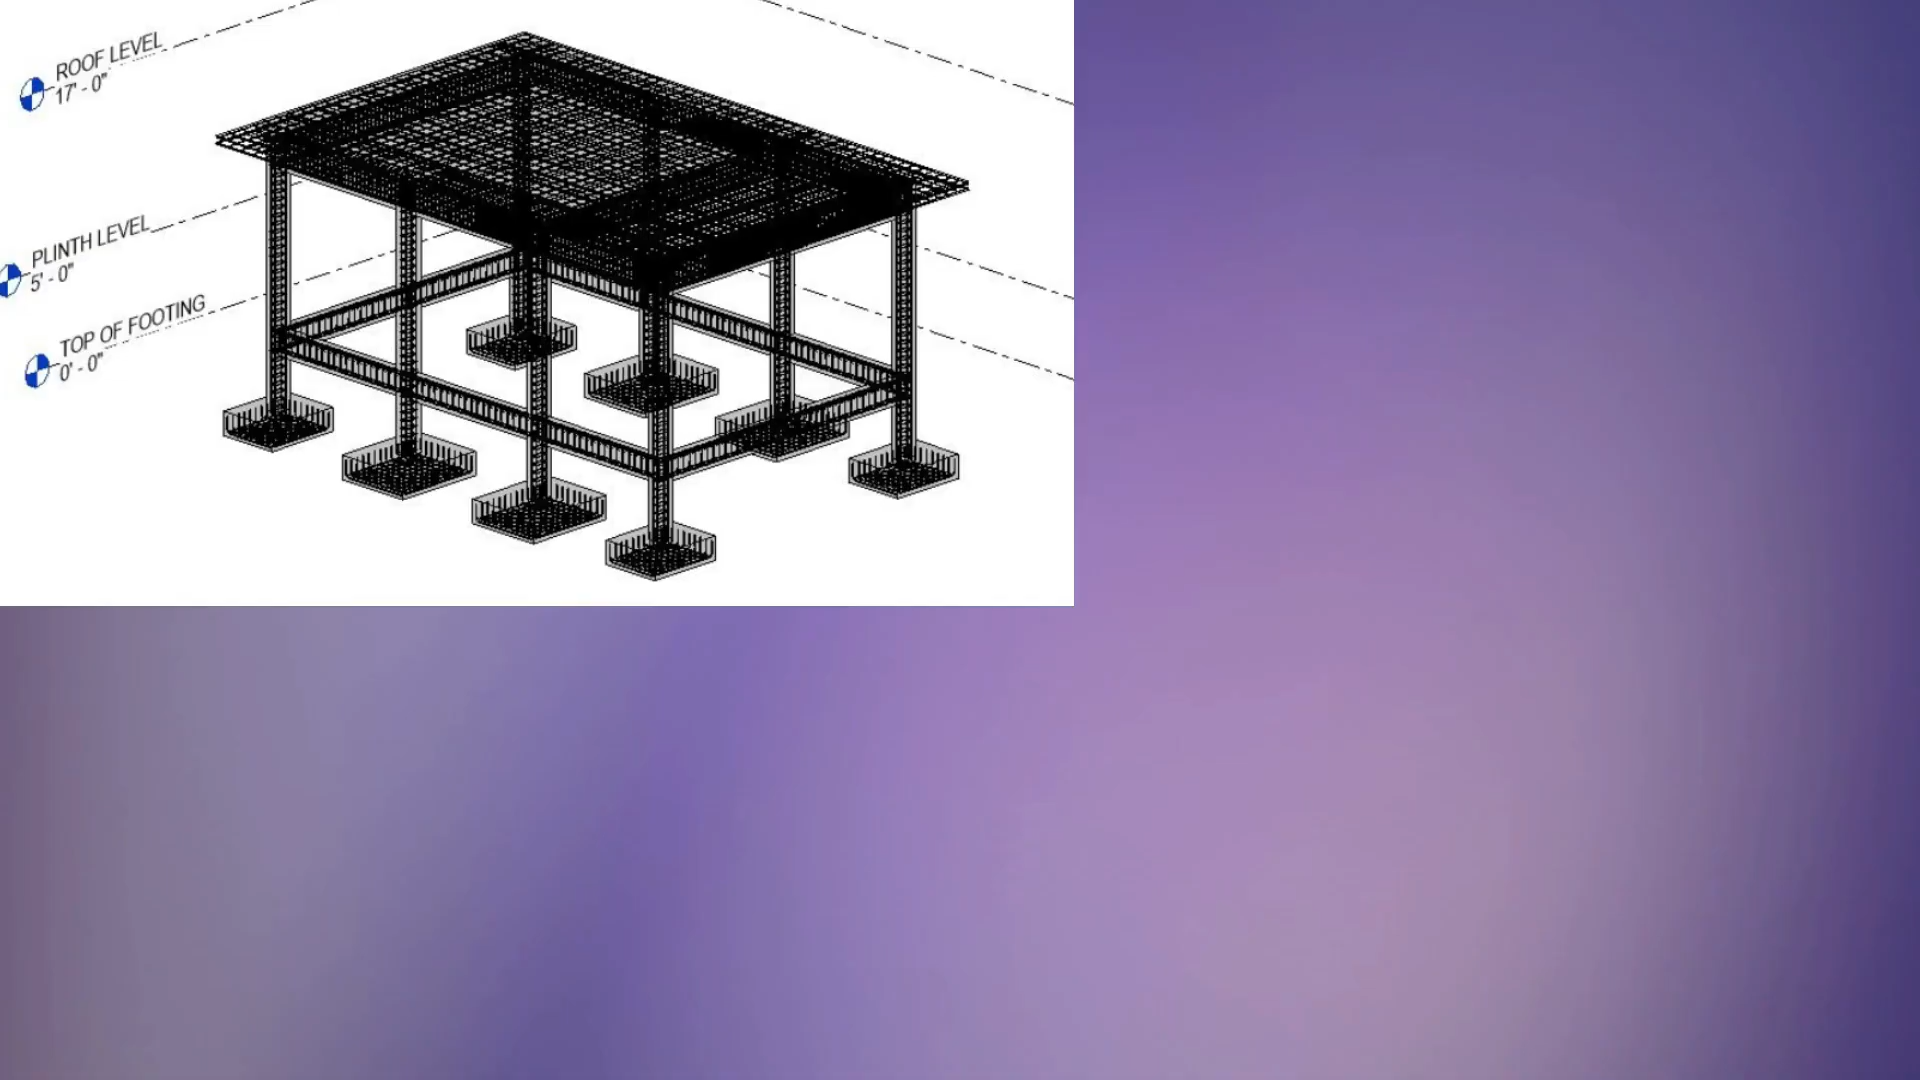 ROOF LEVEL
17' - 0"
PLINTH LEVEL
5' - 0"
TOP OF FOOTING
0' - 0"